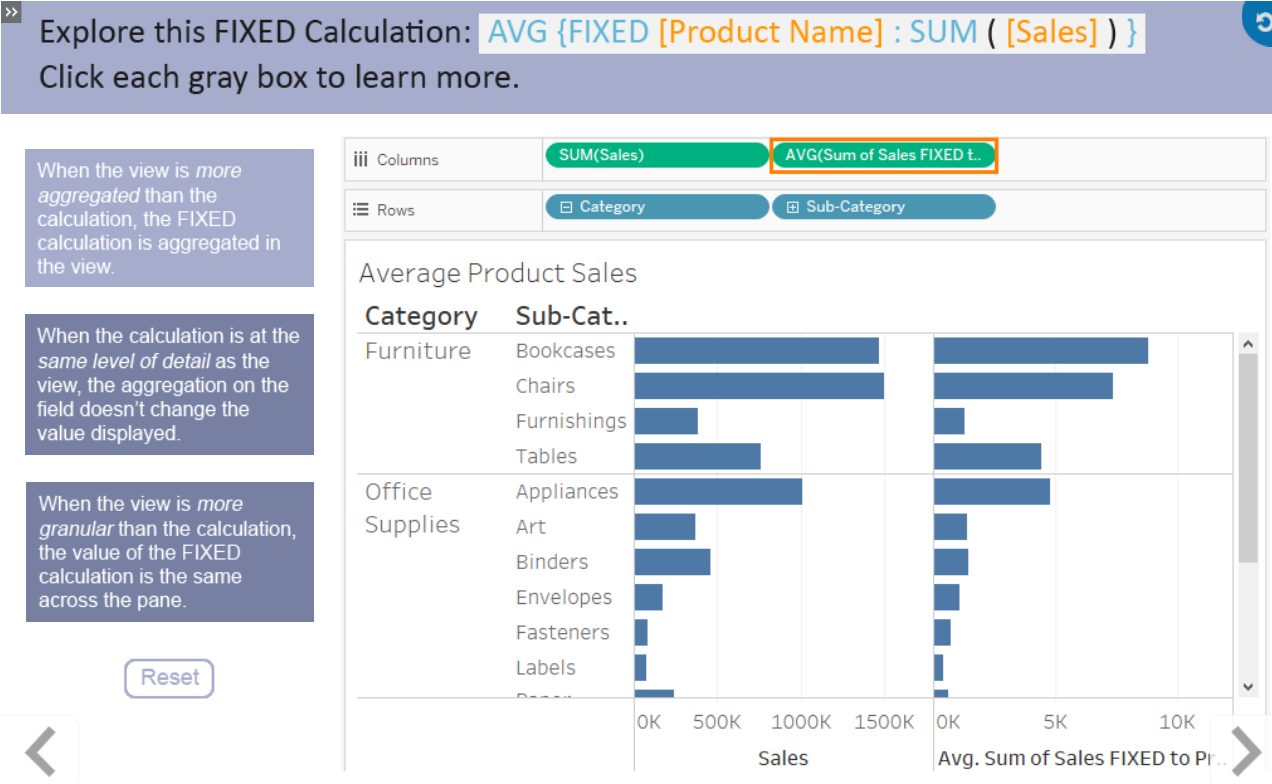 Explore this FIXED Calculation: AVG {FIXED [Product Name] : SUM ( [Sales] ) }
Click each gray box to learn more.
When the view is more
aggregated than the
calculation, the FIXED
calculation is aggregated in
the view.
When the calculation is at the
same level of detail as the
view, the aggregation on the
field doesn't change the
value displayed.
When the view is more
granular than the calculation,
the value of the FIXED
calculation is the same
across the pane.
Reset
Columns
SUM(Sales)
AVG(Sum of Sales FIXED t..
Rows
Category
Sub-Category
Average Product Sales
Category
Sub-Cat..
Furniture
Bookcases
Chairs
Furnishings
Tables
Office
Supplies
Appliances
Art
Binders
Envelopes
Fasteners
Labels
0K 500K 1000K 1500K
0K 5K 10K
Sales
Avg. Sum of Sales FIXED to Pr..